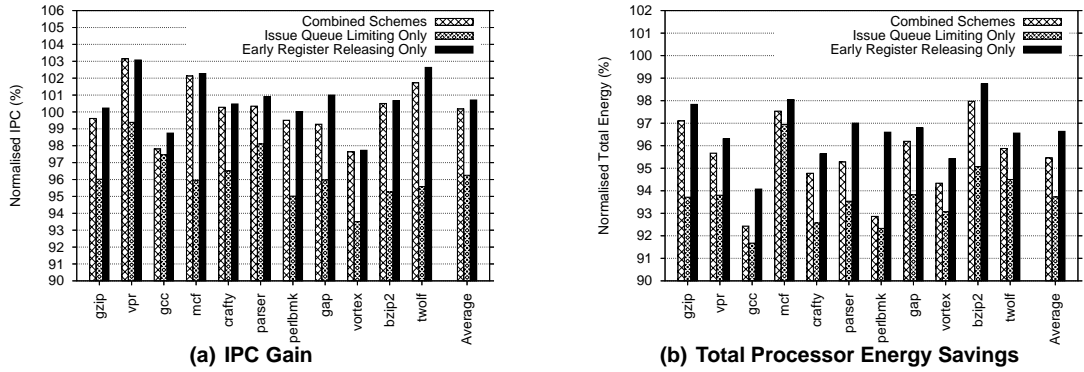 Normalised IPC (%)
106
105
104
103
102
101
100
99
98
97
96
95
94
93
92
91
90
Combined Schemes
Issue Queue Limiting Only
Early Register Releasing Only
gzip
vpr
gcc
mcf
crafty
parser
perlbmk
gap
vortex
bzip2
twolf
Average
(a) IPC Gain
Normalised Total Energy (%)
102
101
100
99
98
97
96
95
94
93
92
91
90
Combined Schemes
Issue Queue Limiting Only
Early Register Releasing Only
gzip
vpr
gcc
mcf
crafty
parser
perlbmk
gap
vortex
bzip2
twolf
Average
(b) Total Processor Energy Savings